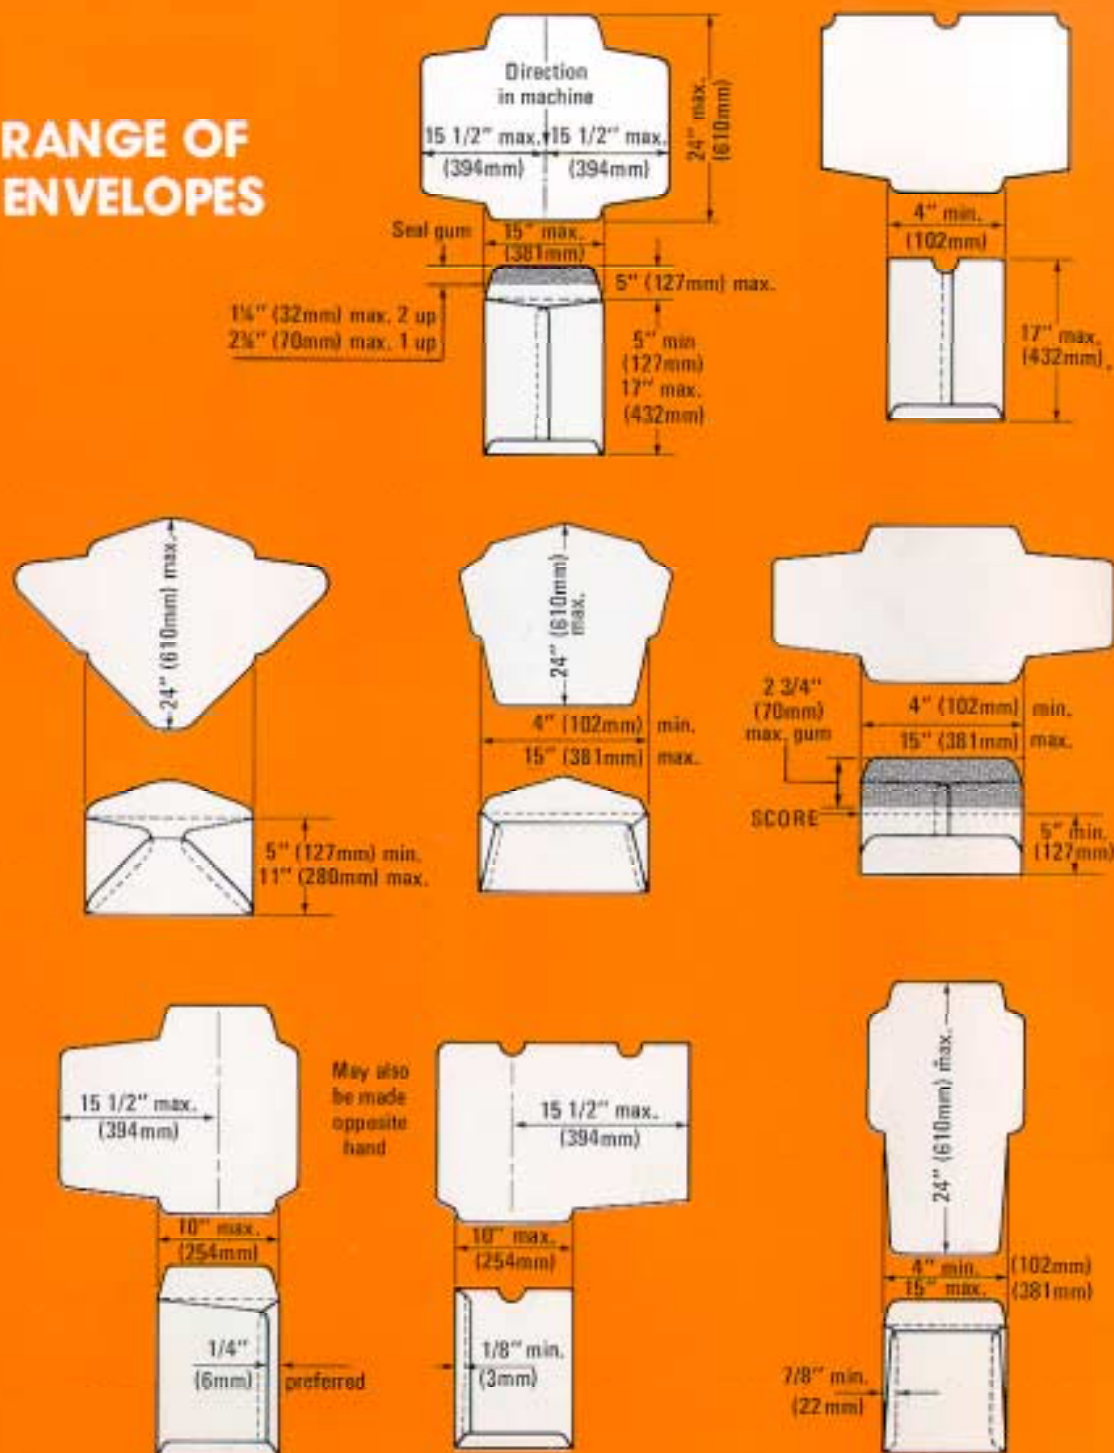 RANGE OF
ENVELOPES
Direction
in machine
15 1/2" max.
(394mm)
15 1/2" max.
(394mm)
24" max.
(610mm)
Seal gum
15" max.
(381mm)
5" (127mm) max.
1¼" (32mm) max. 2 up
2¾" (70mm) max. 1 up
5" min
(127mm)
17" max.
(432mm)
4" min.
(102mm)
17" max.
(432mm).
24" (610mm) max.
5" (127mm) min.
11" (280mm) max.
24" (610mm)
max.
4" (102mm) min.
15" (381mm) max.
2 3/4"
(70mm)
max. gum
4" (102mm) min.
15" (381mm) max.
SCORE
5" min.
(127mm)
15 1/2" max.
(394mm)
10" max.
(254mm)
1/4"
(6mm) preferred
May also
be made
opposite
hand
15 1/2" max.
(394mm)
10" max.
(254mm)
1/8" min.
(3mm)
24" (610mm) max.
4" min. (102mm)
15" max. (381mm)
7/8" min.
(22mm)